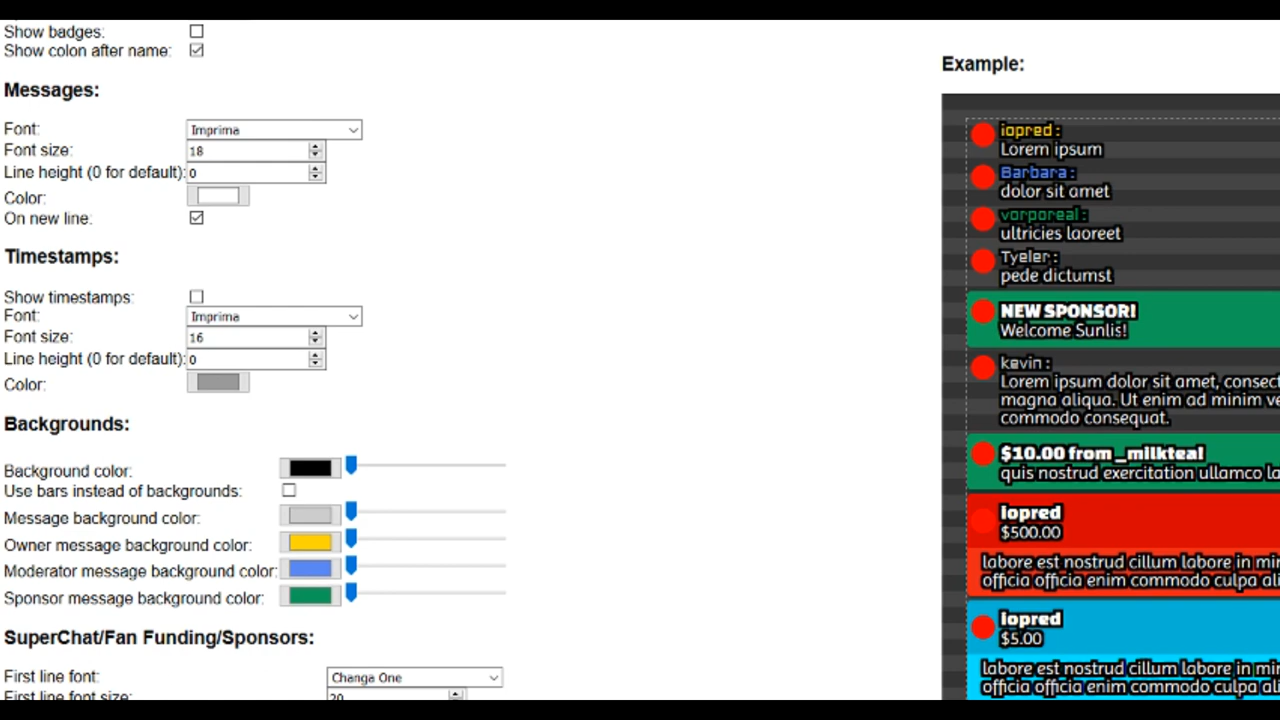 Show badges:
Show colon after name:
Messages:
Font: Imprima
Font size: 18
Line height (0 for default): 0
Color:
On new line:
Timestamps:
Show timestamps:
Font: Imprima
Font size: 16
Line height (0 for default): 0
Color:
Backgrounds:
Background color:
Use bars instead of backgrounds:
Message background color:
Owner message background color:
Moderator message background color:
Sponsor message background color:
SuperChat/Fan Funding/Sponsors:
First line font: Changa One
First line font size: 20
Example:
iopred:
Lorem ipsum
Barbara:
dolor sit amet
vorporeal:
ultricies laoreet
Tyeler:
pede dictumst
NEW SPONSOR!
Welcome Sunlis!
kevin:
Lorem ipsum dolor sit amet, consect
magna aliqua. Ut enim ad minim ve
commodo consequat.
$10.00 from _milkteal
quis nostrud exercitation ullamco la
iopred
$500.00
labore est nostrud cillum labore in min
officia officia enim commodo culpa ali
iopred
$5.00
labore est nostrud cillum labore in min
officia officia enim commodo culpa ali